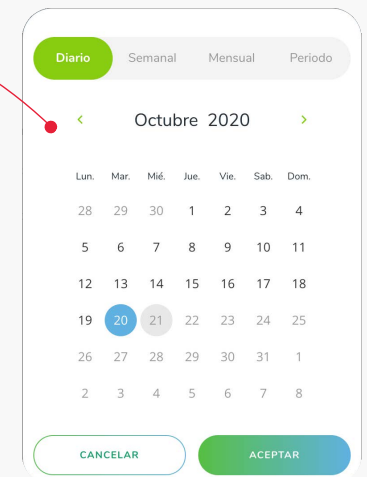 Diario Semanal Mensual Periodo
< Octubre 2020 >
Lun. Mar. Mié. Jue. Vie. Sab. Dom.
28 29 30 1 2 3 4
5 6 7 8 9 10 11
12 13 14 15 16 17 18
19 20 21 22 23 24 25
26 27 28 29 30 31 1
2 3 4 5 6 7 8
CANCELAR ACEPTAR